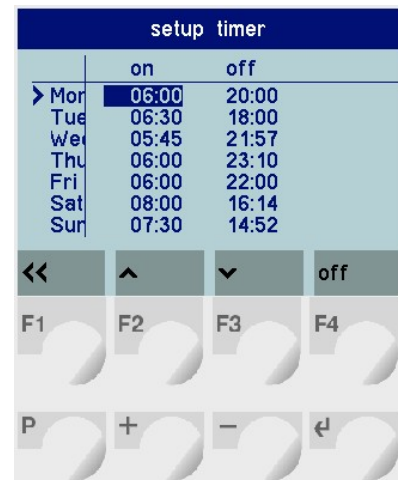 setup timer
on off
Mon 06:00 20:00
Tue 06:30 18:00
Wed 05:45 21:57
Thu 06:00 23:10
Fri 06:00 22:00
Sat 08:00 16:14
Sun 07:30 14:52
<< ^ v off
F1 F2 F3 F4
P + - ↵